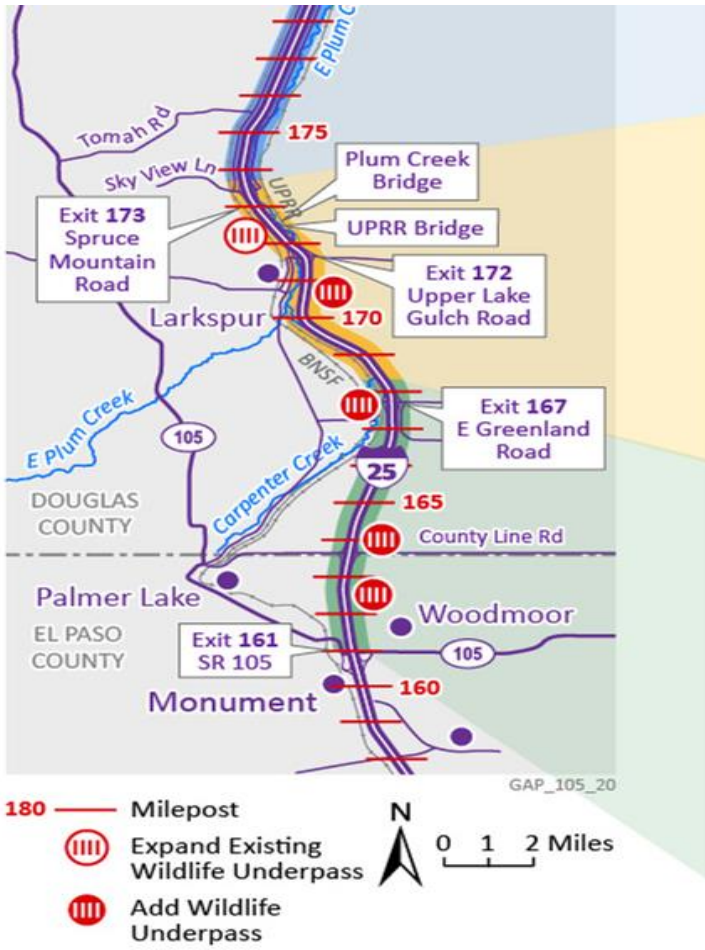 E Plum C
Tomah Rd
175
Sky View Ln
UPRR
Plum Creek
Bridge
Exit 173
Spruce
Mountain
Road
UPRR Bridge
Exit 172
Upper Lake
Gulch Road
Larkspur
170
BNSF
E Plum Creek
105
Exit 167
E Greenland
Road
Carpenter Creek
25
165
DOUGLAS
COUNTY
County Line Rd
Palmer Lake
Woodmoor
EL PASO
COUNTY
Exit 161
SR 105
105
160
Monument
GAP_105_20
180
Milepost
Expand Existing
Wildlife Underpass
Add Wildlife
Underpass
N
0 1 2 Miles